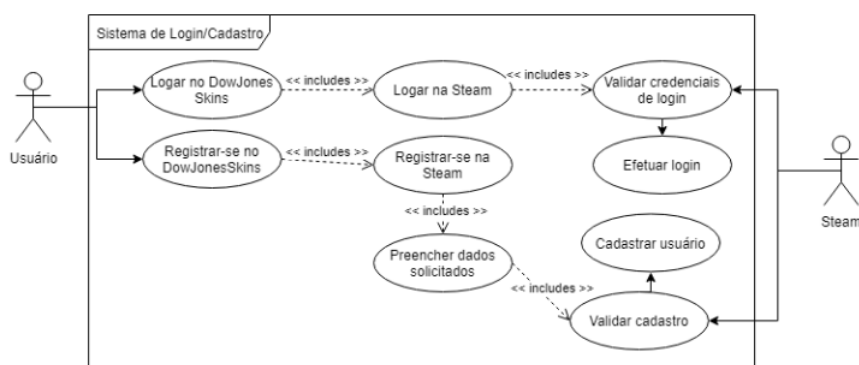 Sistema de Login/Cadastro
Logar no DowJones
Skins
<< includes >>
Logar na Steam
<< includes >>
Validar credenciais
de login
Usuário
Registrar-se no
DowJonesSkins
<< includes >>
Registrar-se na
Steam
Efetuar login
Steam
<< includes >>
Preencher dados
solicitados
Cadastrar usuário
<< includes >>
Validar cadastro